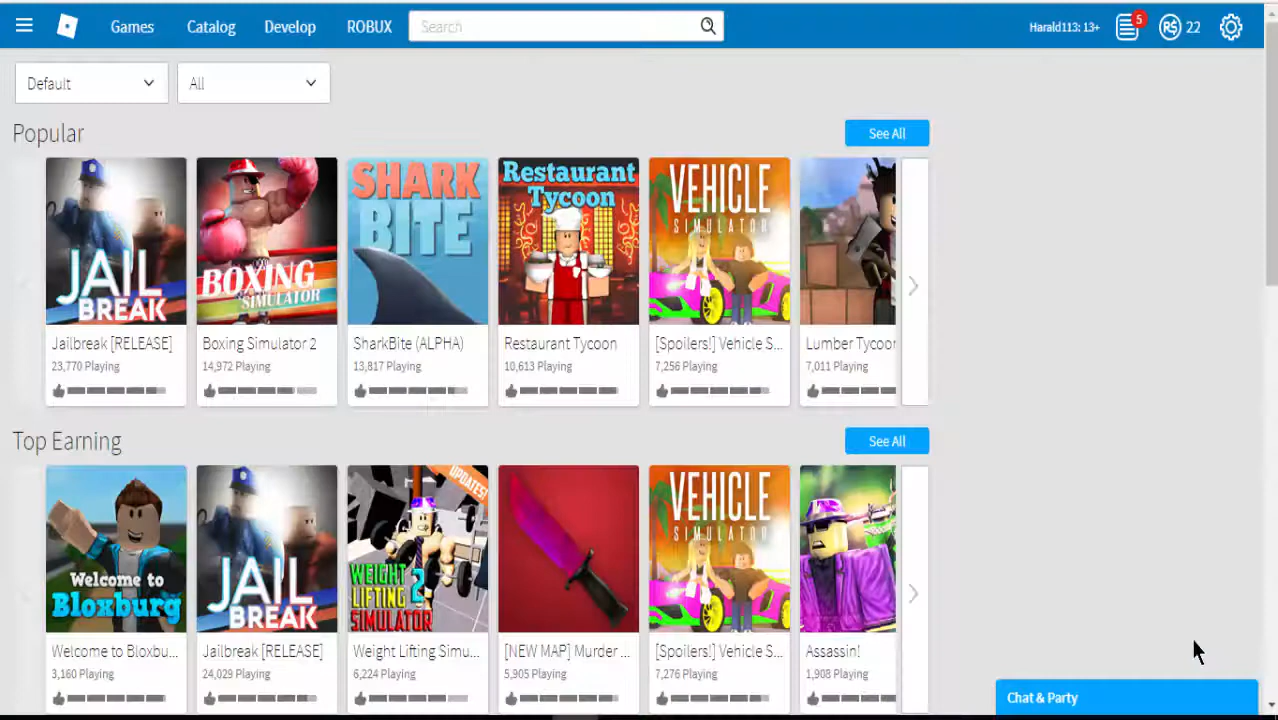 Games Catalog Develop ROBUX Search Harald113: 13+ 5 R$ 22
Default All
Popular See All
JAIL BREAK
BOXING SIMULATOR
SHARK BITE
Restaurant Tycoon
VEHICLE SIMULATOR
Jailbreak [RELEASE] Boxing Simulator 2 SharkBite (ALPHA) Restaurant Tycoon [Spoilers!] Vehicle S... Lumber Tycoon
23,770 Playing 14,972 Playing 13,817 Playing 10,613 Playing 7,256 Playing 7,011 Playing
Top Earning See All
Welcome to Bloxburg
JAIL BREAK
UPDATES!
WEIGHT LIFTING 2 SIMULATOR
VEHICLE SIMULATOR
Welcome to Bloxbu... Jailbreak [RELEASE] Weight Lifting Simu... [NEW MAP] Murder ... [Spoilers!] Vehicle S... Assassin!
3,160 Playing 24,029 Playing 6,224 Playing 5,905 Playing 7,276 Playing 1,908 Playing
Chat & Party